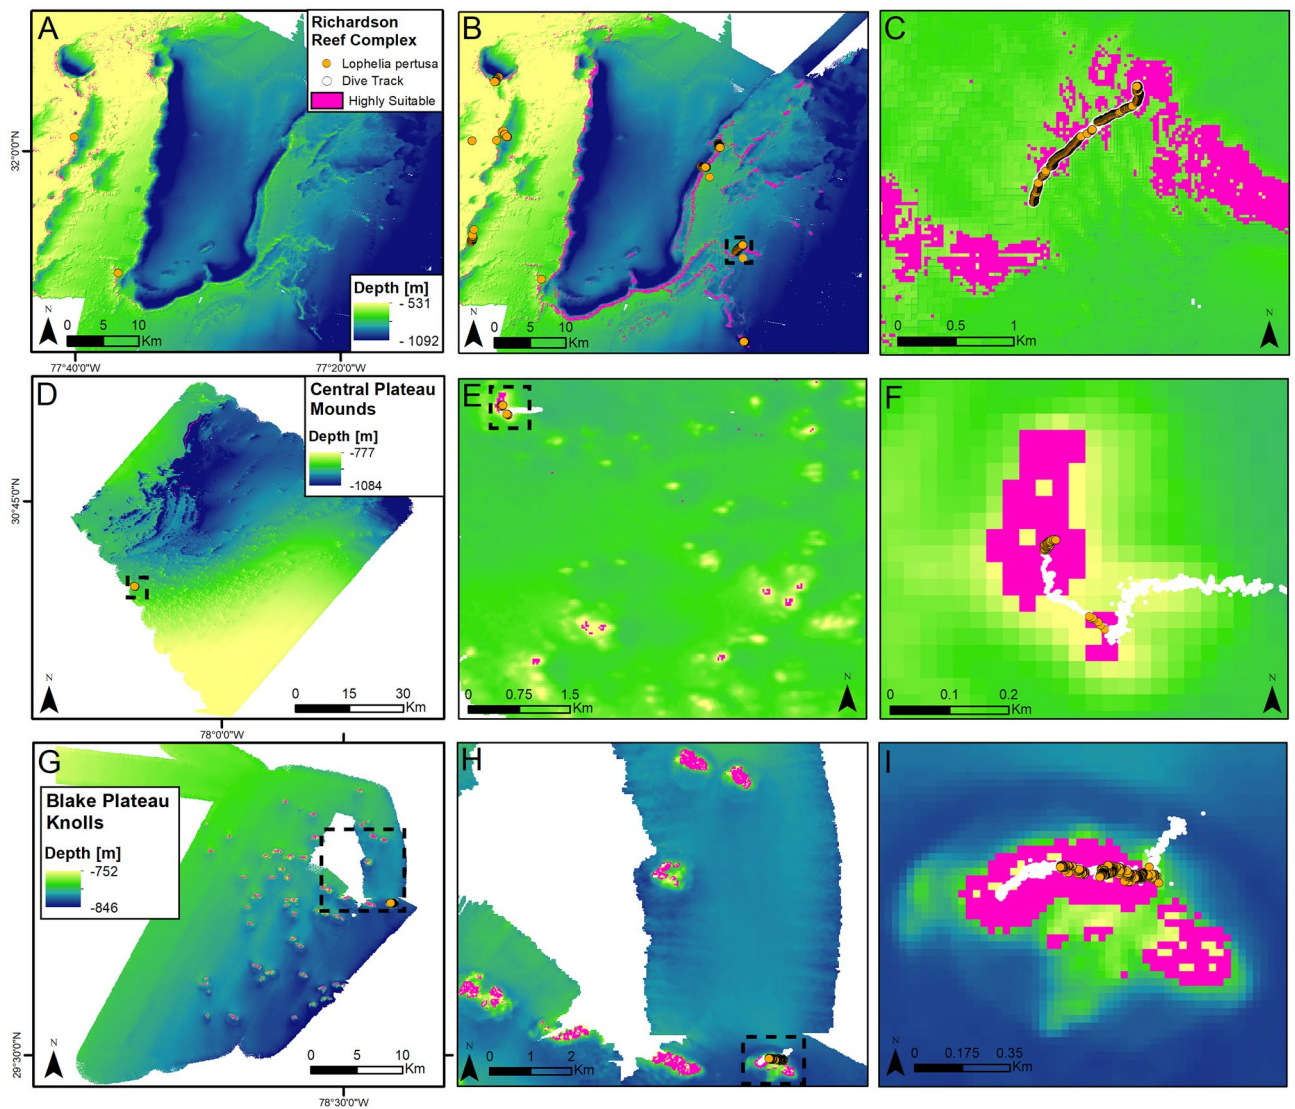 A
Richardson
Reef Complex
Lophelia pertusa
Dive Track
Highly Suitable
Depth [m]
- 531
- 1092
N
0 5 10
Km
32°0'0"N
77°40'0"W
77°20'0"W
B
N
0 5 10
Km
C
0 0.5 1
Km
N
D
Central Plateau
Mounds
Depth [m]
-777
-1084
30°45'0"N
N
0 15 30
Km
78°0'0"W
E
0 0.75 1.5
Km
N
F
0 0.1 0.2
Km
N
G
Blake Plateau
Knolls
Depth [m]
-752
-846
29°30'0"N
N
0 5 10
Km
78°30'0"W
H
N
0 1 2
Km
I
0 0.175 0.35
Km
N